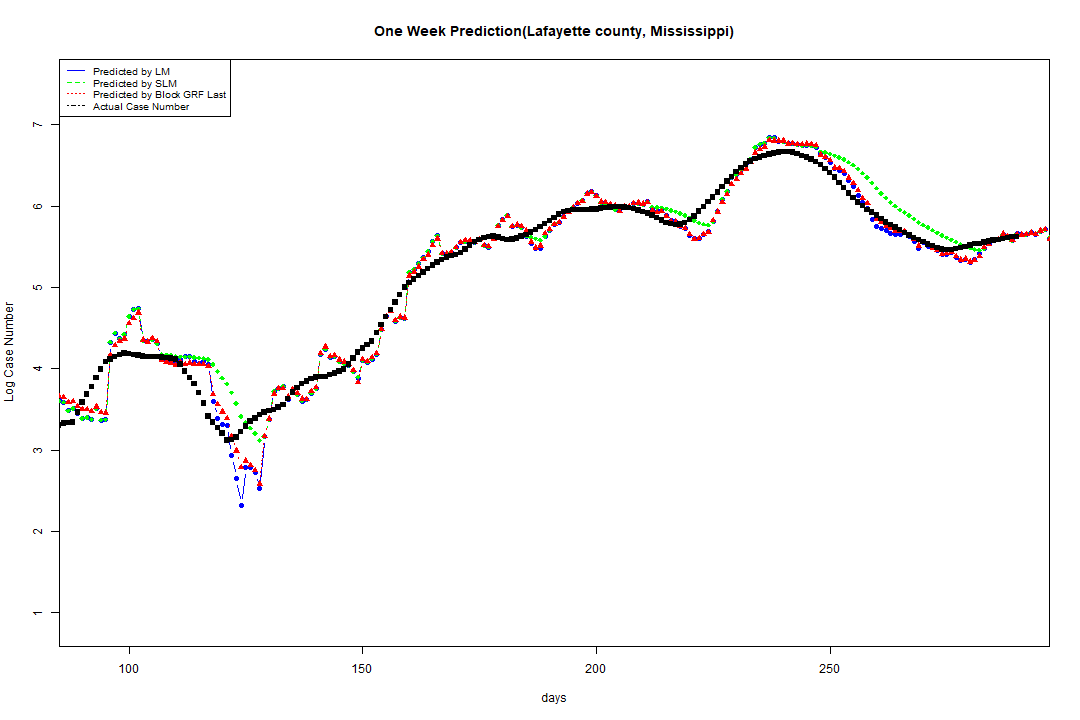 One Week Prediction(Lafayette county, Mississippi)
Predicted by LM
Predicted by SLM
Predicted by Block GRF Last
Actual Case Number
Log Case Number
7
6
5
4
3
2
1
100 150 200 250
days